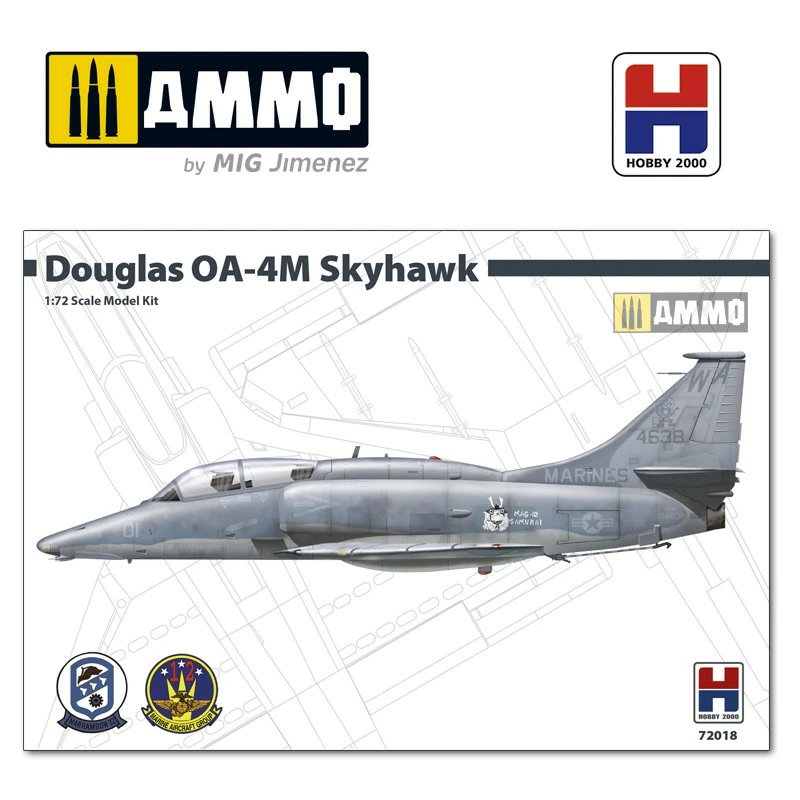 AMMO
by MIG Jimenez
HOBBY 2000
Douglas OA-4M Skyhawk
1:72 Scale Model Kit
AMMO
WA
4638
MARINES
01
MAG-12
SAMURAI
12
MARINE AIRCRAFT GROUP
HOBBY 2000
72018